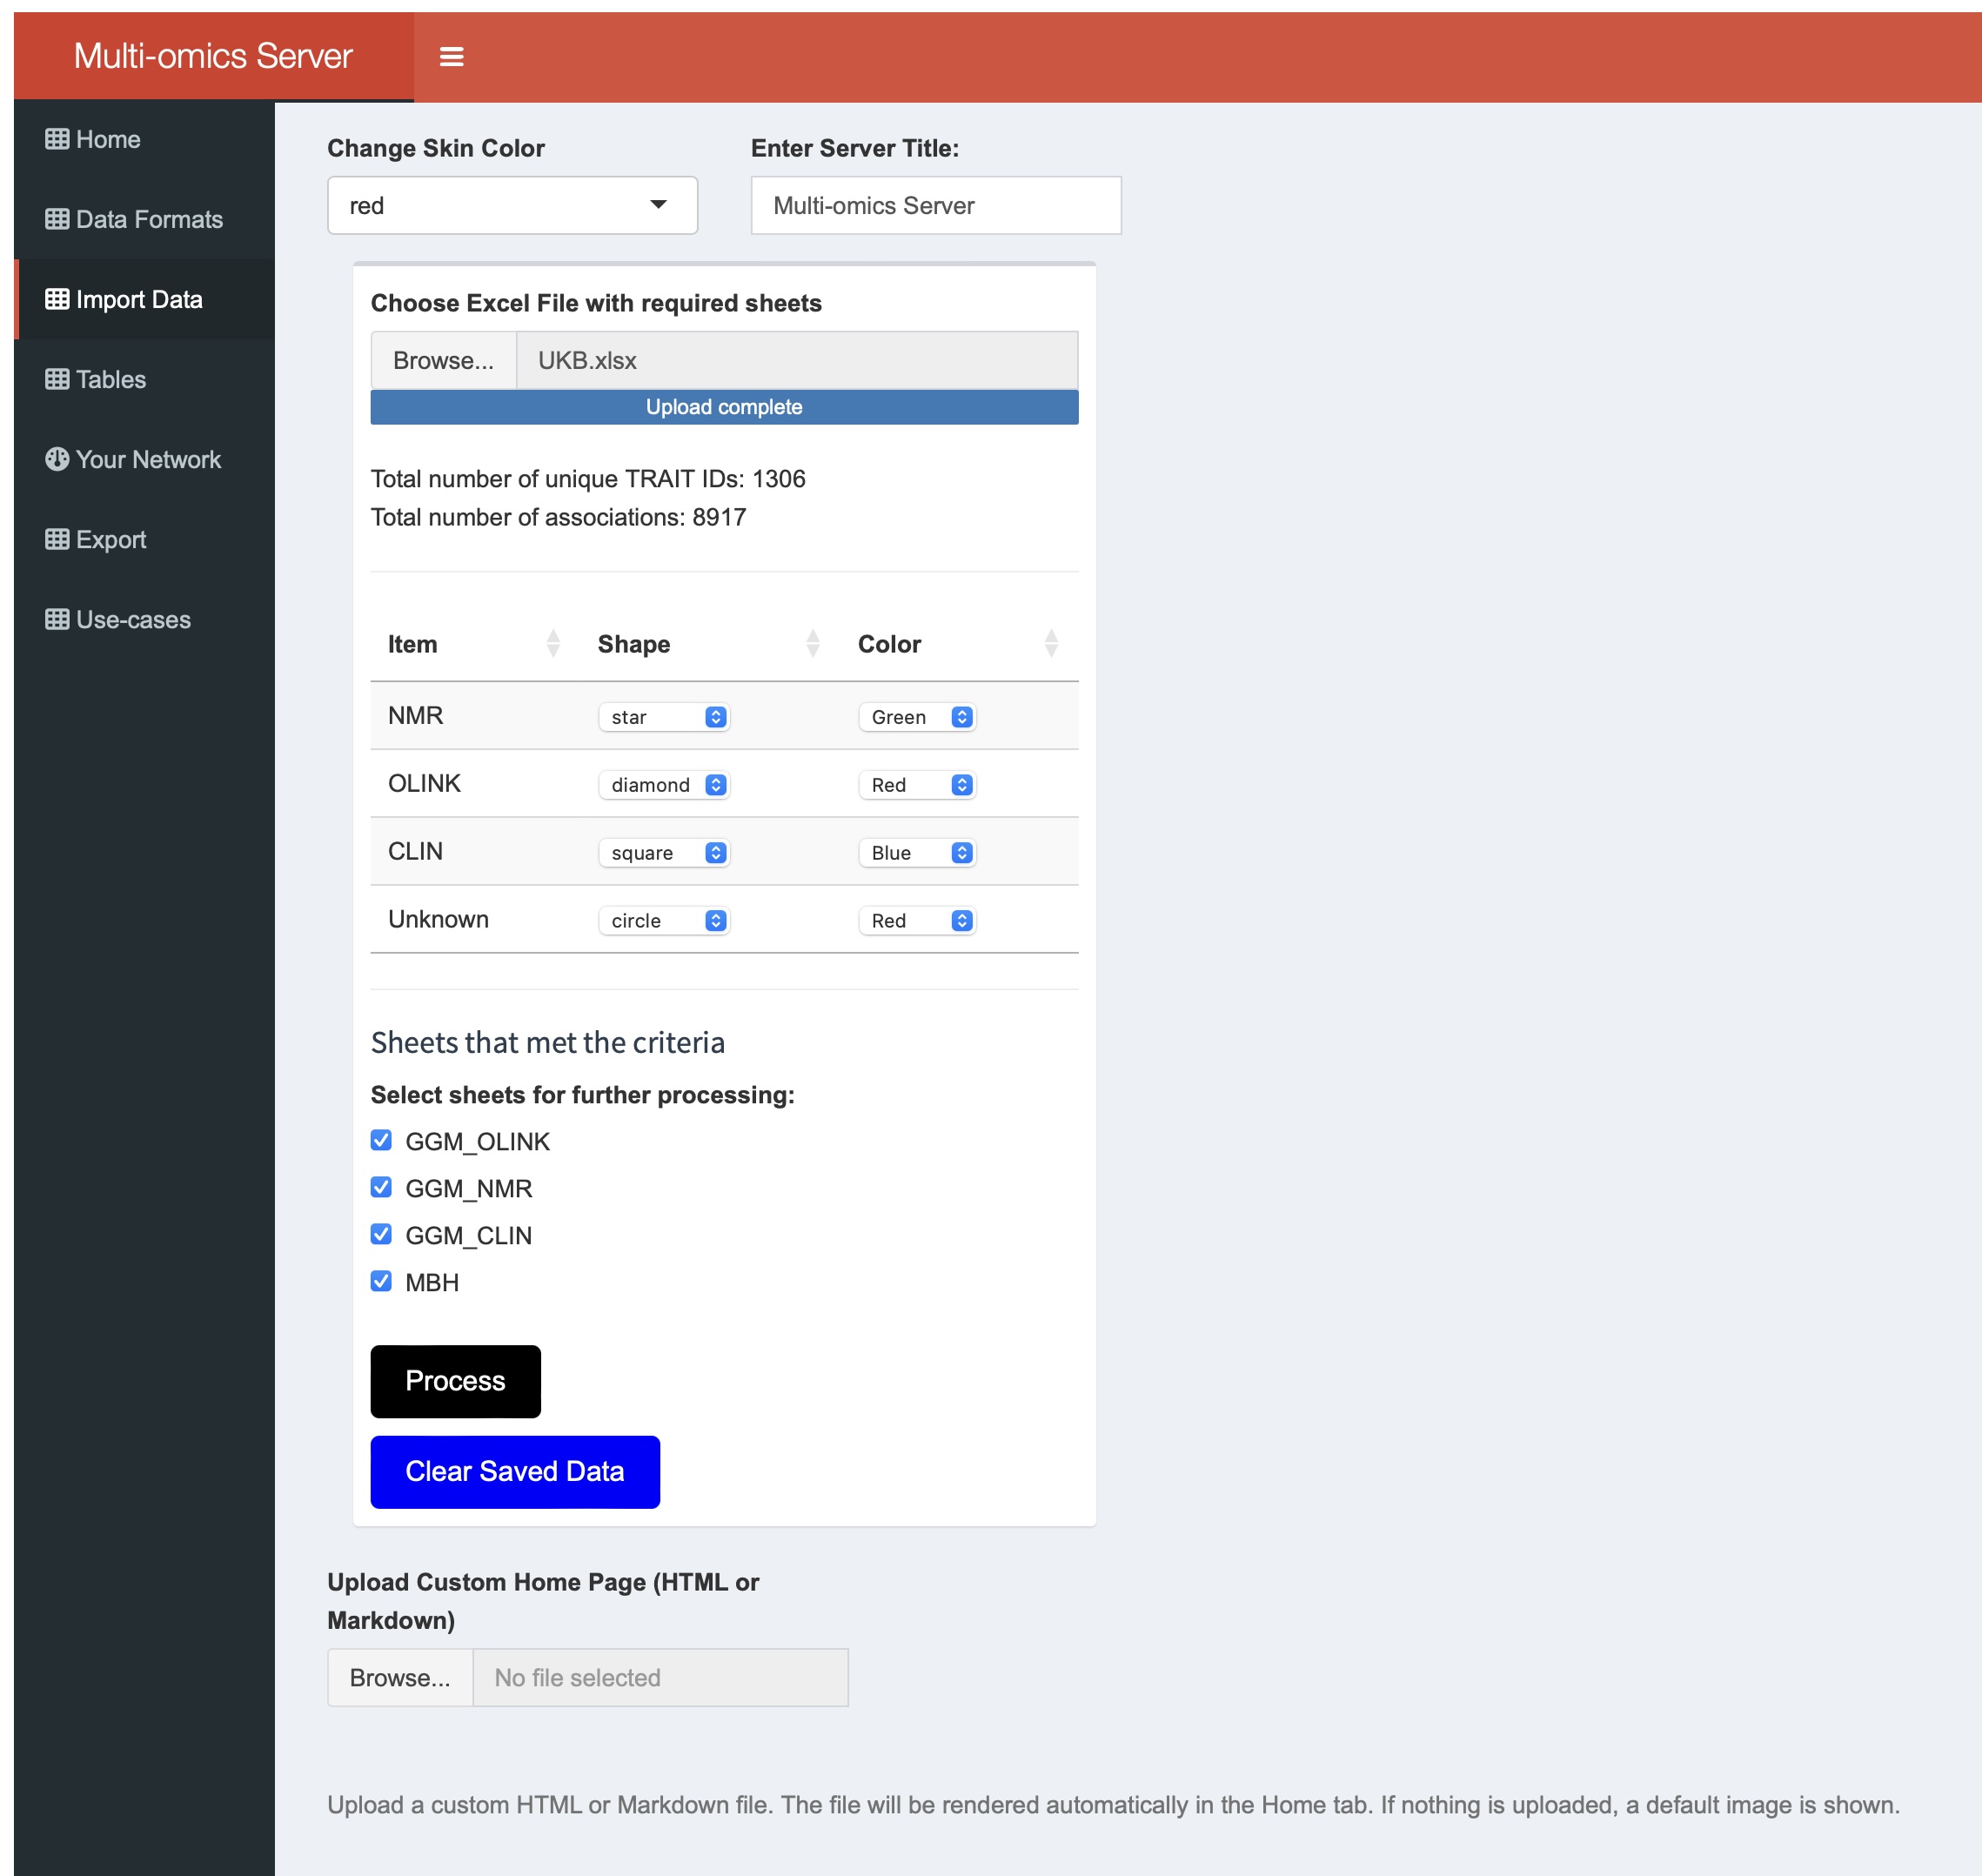 Multi-omics Server
Home
Data Formats
Import Data
Tables
Your Network
Export
Use-cases
Change Skin Color
Enter Server Title:
red
Multi-omics Server
Choose Excel File with required sheets
Browse... UKB.xlsx
Upload complete
Total number of unique TRAIT IDs: 1306
Total number of associations: 8917
Item Shape Color
NMR star Green
OLINK diamond Red
CLIN square Blue
Unknown circle Red
Sheets that met the criteria
Select sheets for further processing:
GGM_OLINK
GGM_NMR
GGM_CLIN
MBH
Process
Clear Saved Data
Upload Custom Home Page (HTML or
Markdown)
Browse... No file selected
Upload a custom HTML or Markdown file. The file will be rendered automatically in the Home tab. If nothing is uploaded, a default image is shown.